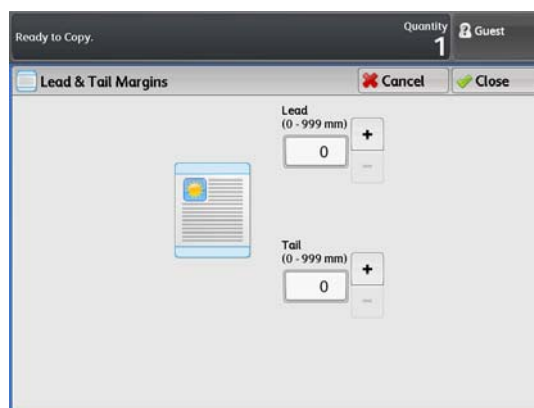 Ready to Copy.
Quantity
1
Guest
Lead & Tail Margins
Cancel
Close
Lead
(0 - 999 mm)
+
0
−
Tail
(0 - 999 mm)
+
0
−